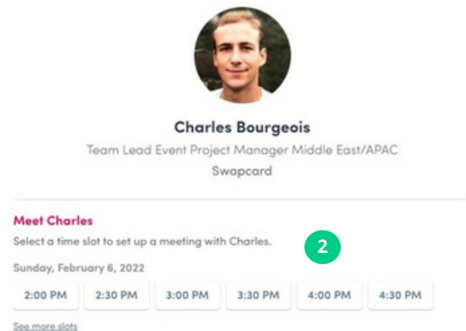 Charles Bourgeois
Team Lead Event Project Manager Middle East/APAC
Swapcard
Meet Charles
Select a time slot to set up a meeting with Charles.
2
Sunday, February 6, 2022
2:00 PM 2:30 PM 3:00 PM 3:30 PM 4:00 PM 4:30 PM
See more slots